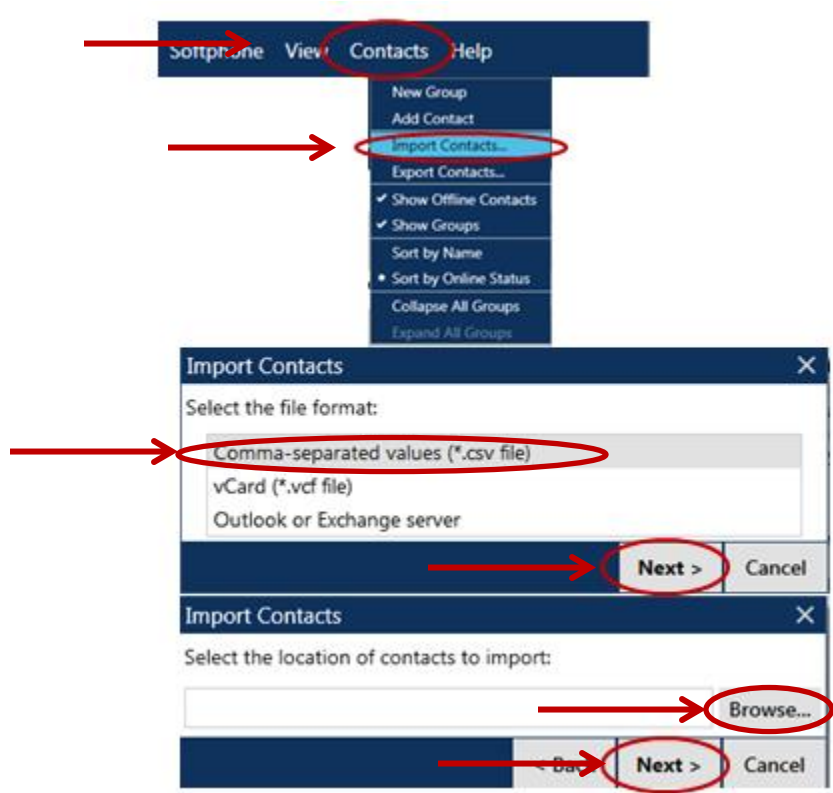 Softphone View Contacts Help
New Group
Add Contact
Import Contacts...
Export Contacts...
✔ Show Offline Contacts
✔ Show Groups
Sort by Name
• Sort by Online Status
Collapse All Groups
Expand All Groups
Import Contacts ×
Select the file format:
Comma-separated values (*.csv file)
vCard (*.vcf file)
Outlook or Exchange server
Next > Cancel
Import Contacts ×
Select the location of contacts to import:
Browse...
< Back Next > Cancel